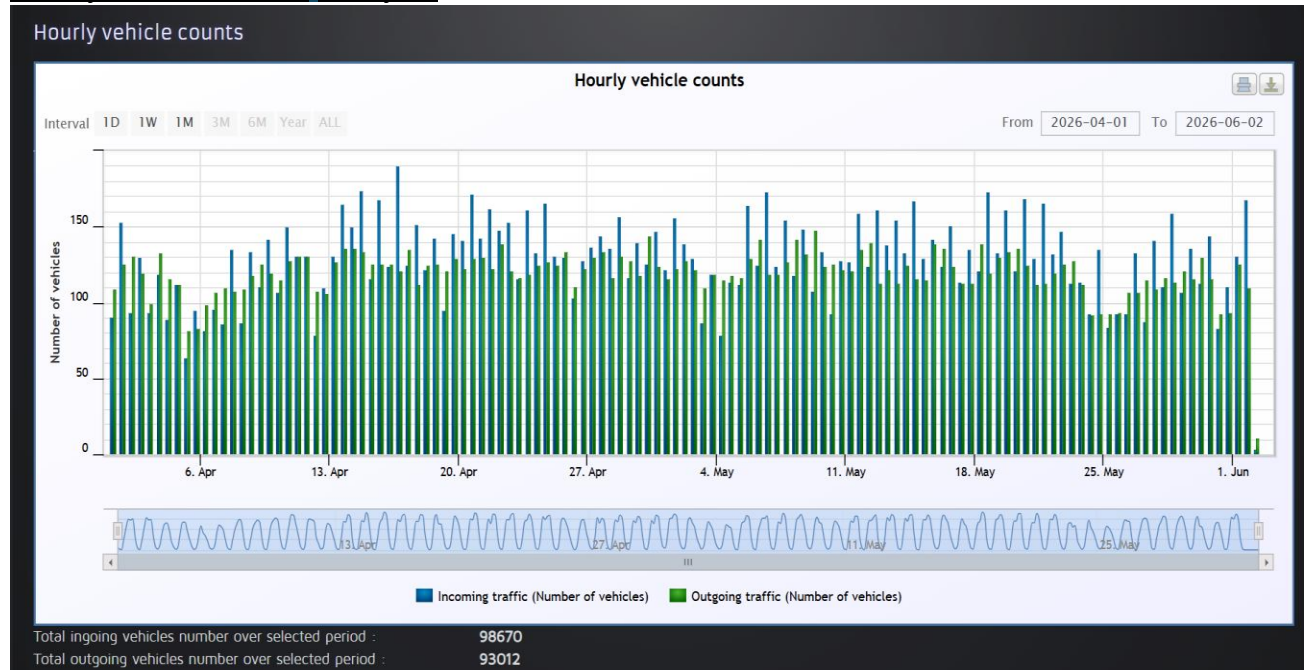 Hourly vehicle counts
Hourly vehicle counts
Interval 1D 1W 1M 3M 6M Year ALL
From 2026-04-01 To 2026-06-02
Number of vehicles
150
100
50
0
6. Apr 13. Apr 20. Apr 27. Apr 4. May 11. May 18. May 25. May 1. Jun
13. Apr 27. Apr 11. May 25. May
Incoming traffic (Number of vehicles) Outgoing traffic (Number of vehicles)
Total ingoing vehicles number over selected period : 98670
Total outgoing vehicles number over selected period : 93012